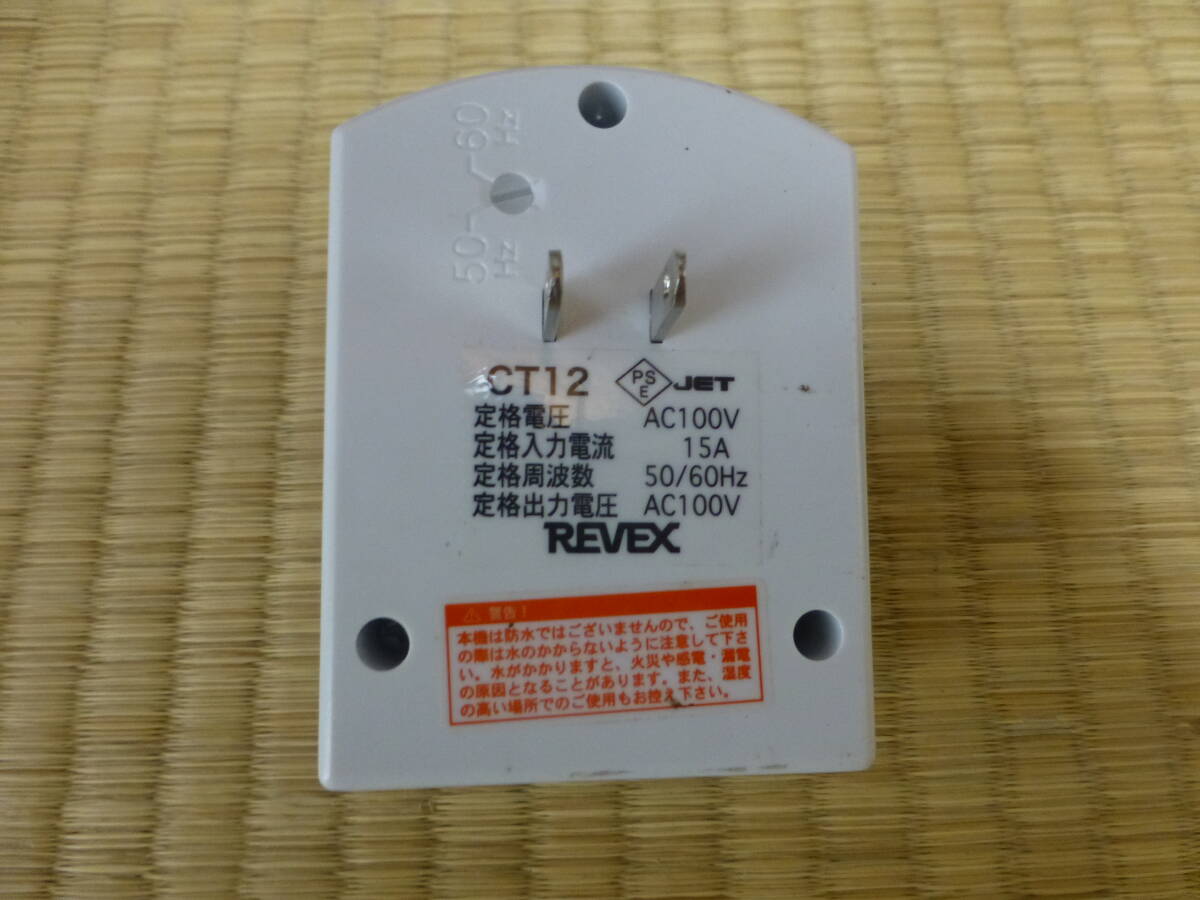 50 Hz
60 Hz
CT12 PSE JET
定格電圧 AC100V
定格入力電流 15A
定格周波数 50/60Hz
定格出力電圧 AC100V
REVEX
警告!
本機は防水ではございませんので、ご使用
の際は水のかからないように注意して下さ
い。水がかかりますと、火災や感電・漏電
の原因となることがあります。また、温度
の高い場所でのご使用もお控え下さい。